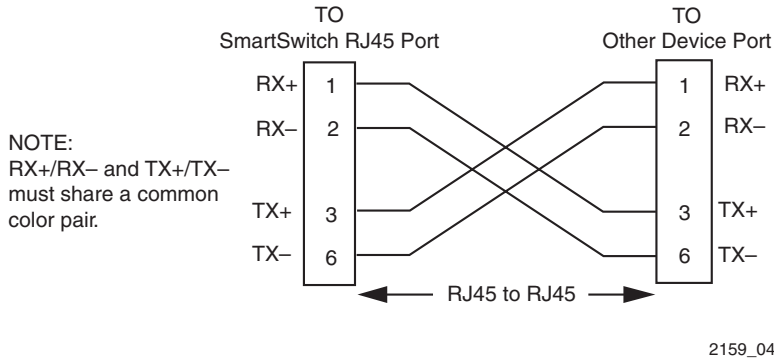 TO
SmartSwitch RJ45 Port
TO
Other Device Port
NOTE:
RX+/RX– and TX+/TX–
must share a common
color pair.
RX+ 1
RX– 2
TX+ 3
TX– 6
1 RX+
2 RX–
3 TX+
6 TX–
RJ45 to RJ45
2159_04